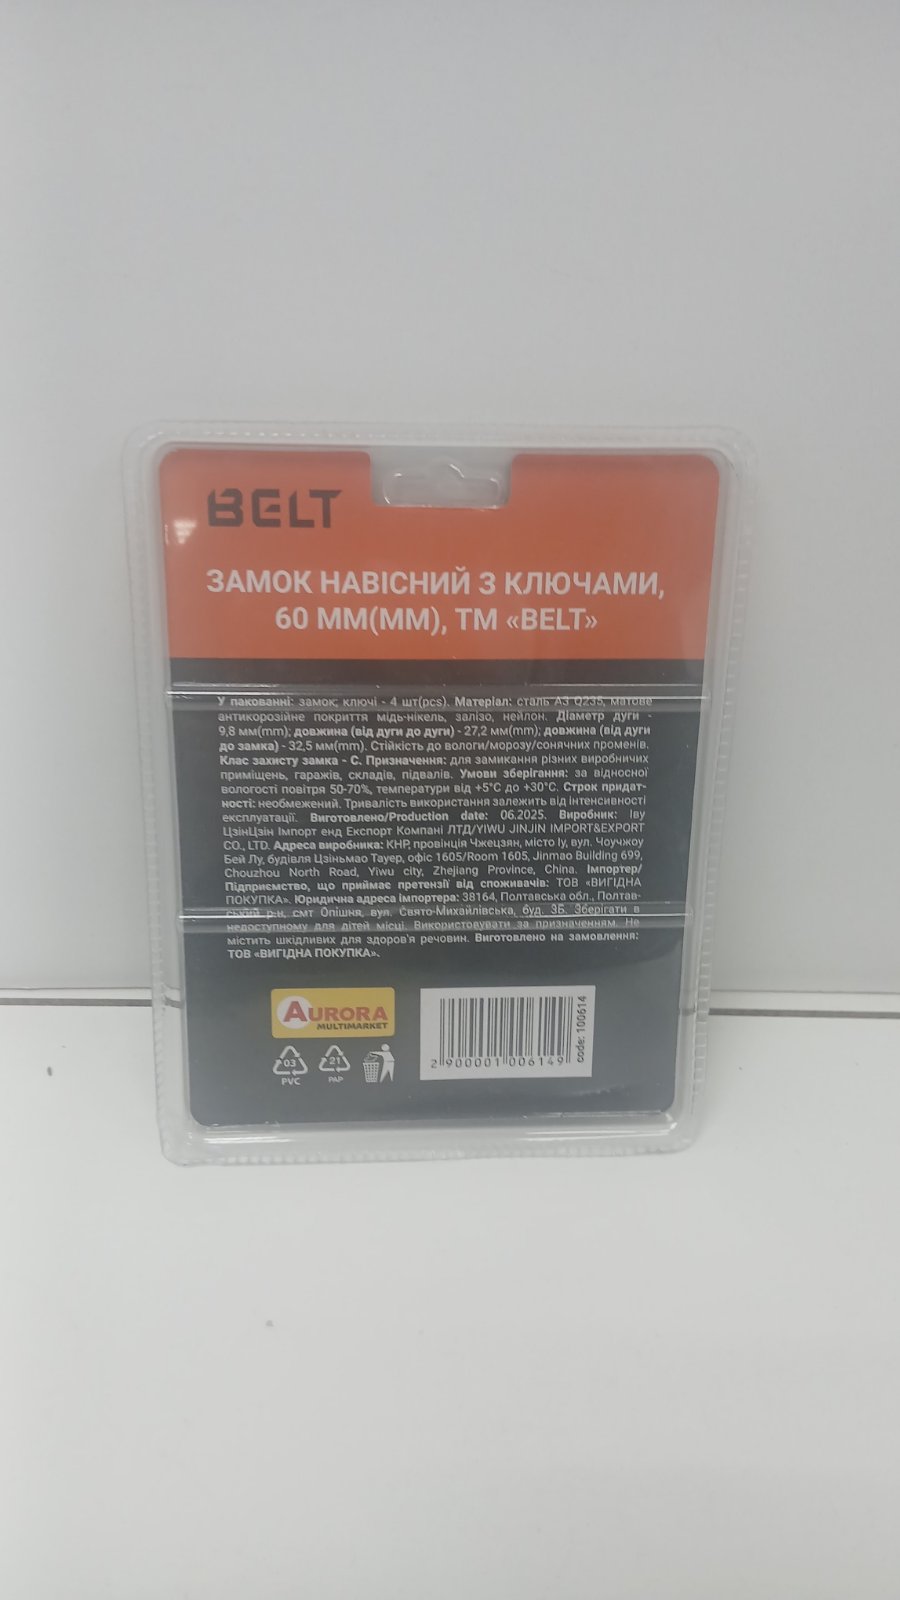 BELT
ЗАМОК НАВІСНИЙ З КЛЮЧАМИ,
60 ММ(MM), ТМ «BELT»
У пакованні: замок; ключі - 4 шт(pcs). Матеріал: сталь A3 Q235, матове
антикорозійне покриття мідь-нікель, залізо, нейлон. Діаметр дуги -
9,8 мм(mm); довжина (від дуги до дуги) - 27,2 мм(mm); довжина (від дуги
до замка) - 32,5 мм(mm). Стійкість до вологи/морозу/сонячних променів.
Клас захисту замка - С. Призначення: для замикання різних виробничих
приміщень, гаражів, складів, підвалів. Умови зберігання: за відносної
вологості повітря 50-70%, температури від +5°С до +30°С. Строк придат-
ності: необмежений. Тривалість використання залежить від інтенсивності
експлуатації. Виготовлено/Production date: 06.2025. Виробник: Іву
ЦзінЦзін Імпорт енд Експорт Компані ЛТД/YIWU JINJIN IMPORT&EXPORT
CO., LTD. Адреса виробника: КНР, провінція Чжецзян, місто Іу, вул. Чоучжоу
Бей Лу, будівля Цзіньмао Тауер, офіс 1605/Room 1605, Jinmao Building 699,
Chouzhou North Road, Yiwu city, Zhejiang Province, China. Імпортер/
Підприємство, що приймає претензії від споживачів: ТОВ «ВИГІДНА
ПОКУПКА». Юридична адреса імпортера: 38164, Полтавська обл., Полтав-
ський р-н, смт Опішня, вул. Свято-Михайлівська, буд. 3Б. Зберігати в
недоступному для дітей місці. Використовувати за призначенням. Не
містить шкідливих для здоров'я речовин. Виготовлено на замовлення:
ТОВ «ВИГІДНА ПОКУПКА».
AURORA
MULTIMARKET
03
PVC
21
PAP
2 900001 006149
code: 100614